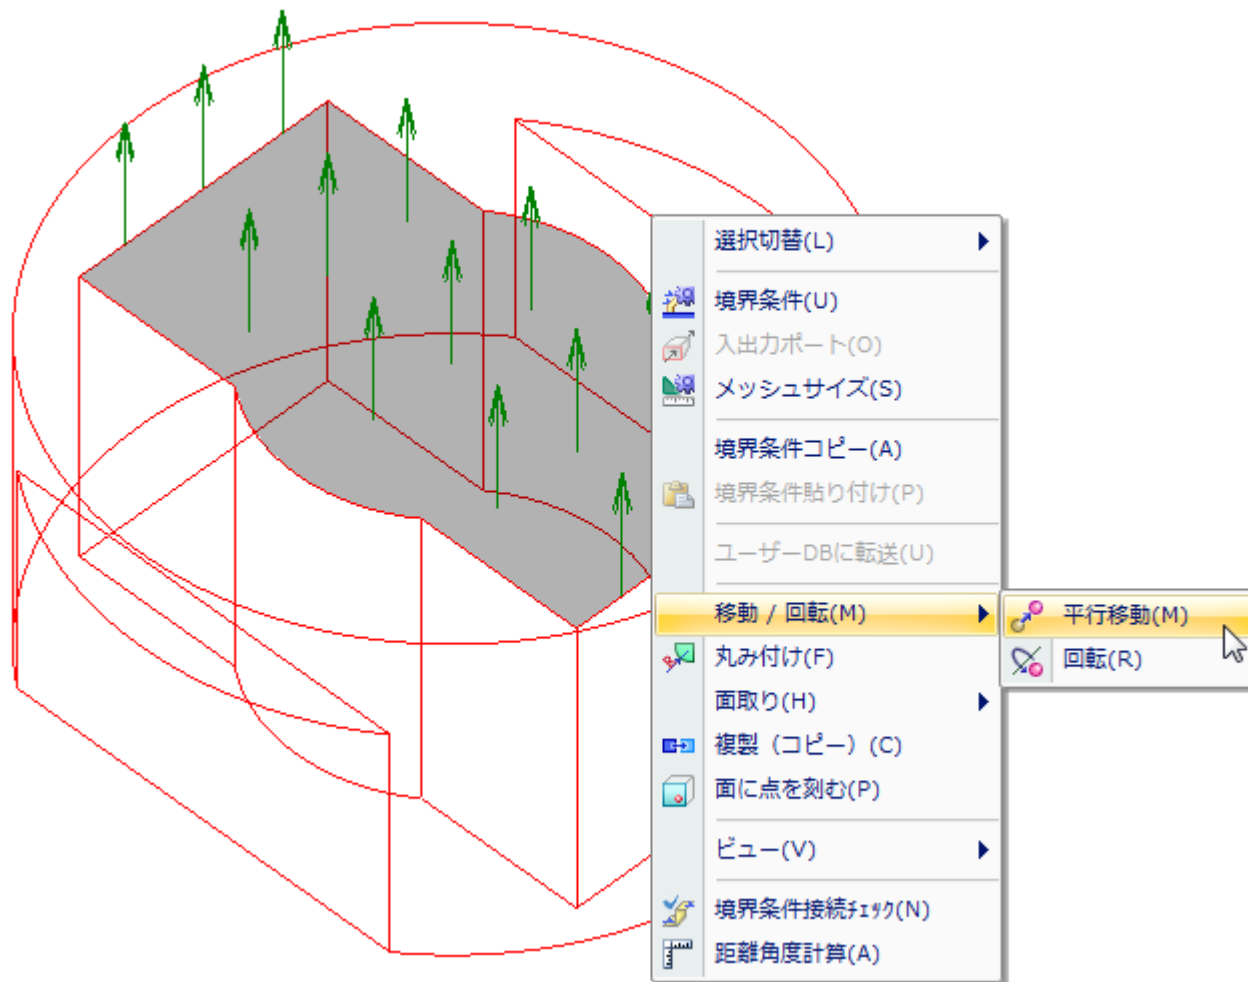 選択切替(L)
境界条件(U)
入出力ポート(O)
メッシュサイズ(S)
境界条件コピー(A)
境界条件貼り付け(P)
ユーザーDBに転送(U)
移動 / 回転(M)
平行移動(M)
回転(R)
丸み付け(F)
面取り(H)
複製（コピー）(C)
面に点を刻む(P)
ビュー(V)
境界条件接続ﾁｪｯｸ(N)
距離角度計算(A)